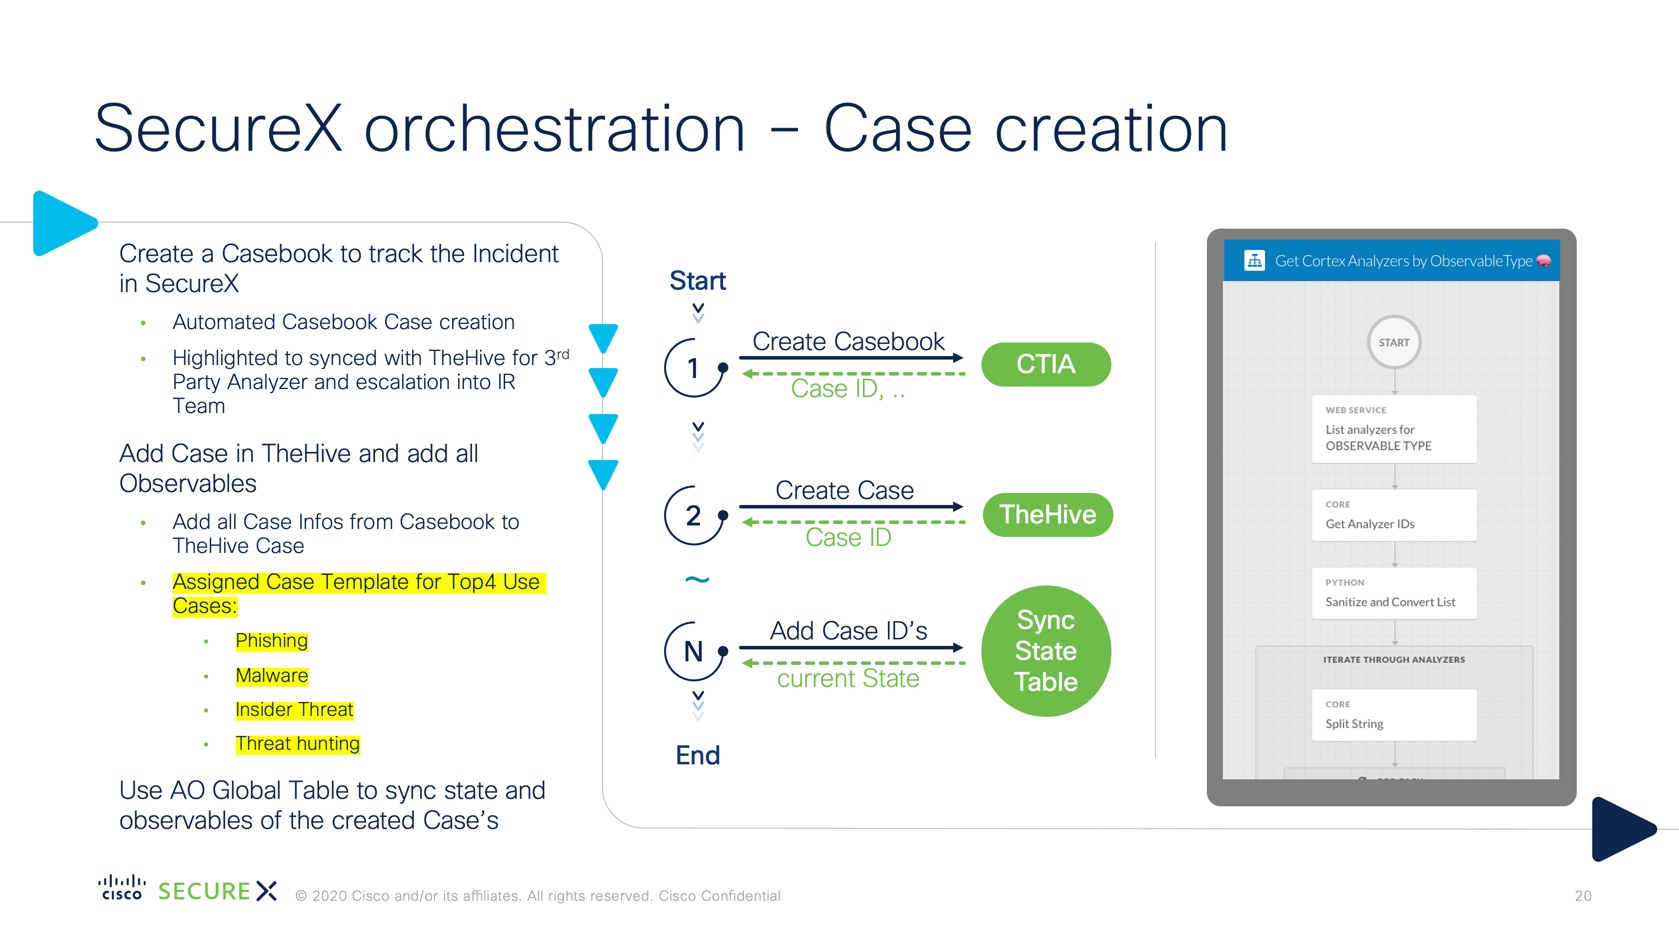 SecureX orchestration – Case creation
Create a Casebook to track the Incident
in SecureX
• Automated Casebook Case creation
• Highlighted to synced with TheHive for 3rd
Party Analyzer and escalation into IR
Team
Add Case in TheHive and add all
Observables
• Add all Case Infos from Casebook to
TheHive Case
• Assigned Case Template for Top4 Use
Cases:
• Phishing
• Malware
• Insider Threat
• Threat hunting
Use AO Global Table to sync state and
observables of the created Case's
Start
1
Create Casebook
Case ID, ..
CTIA
2
Create Case
Case ID
TheHive
~
N
Add Case ID's
current State
Sync
State
Table
End
Get Cortex Analyzers by ObservableType
START
WEB SERVICE
List analyzers for
OBSERVABLE TYPE
CORE
Get Analyzer IDs
PYTHON
Sanitize and Convert List
ITERATE THROUGH ANALYZERS
CORE
Split String
CISCO SECURE X
© 2020 Cisco and/or its affiliates. All rights reserved. Cisco Confidential
20